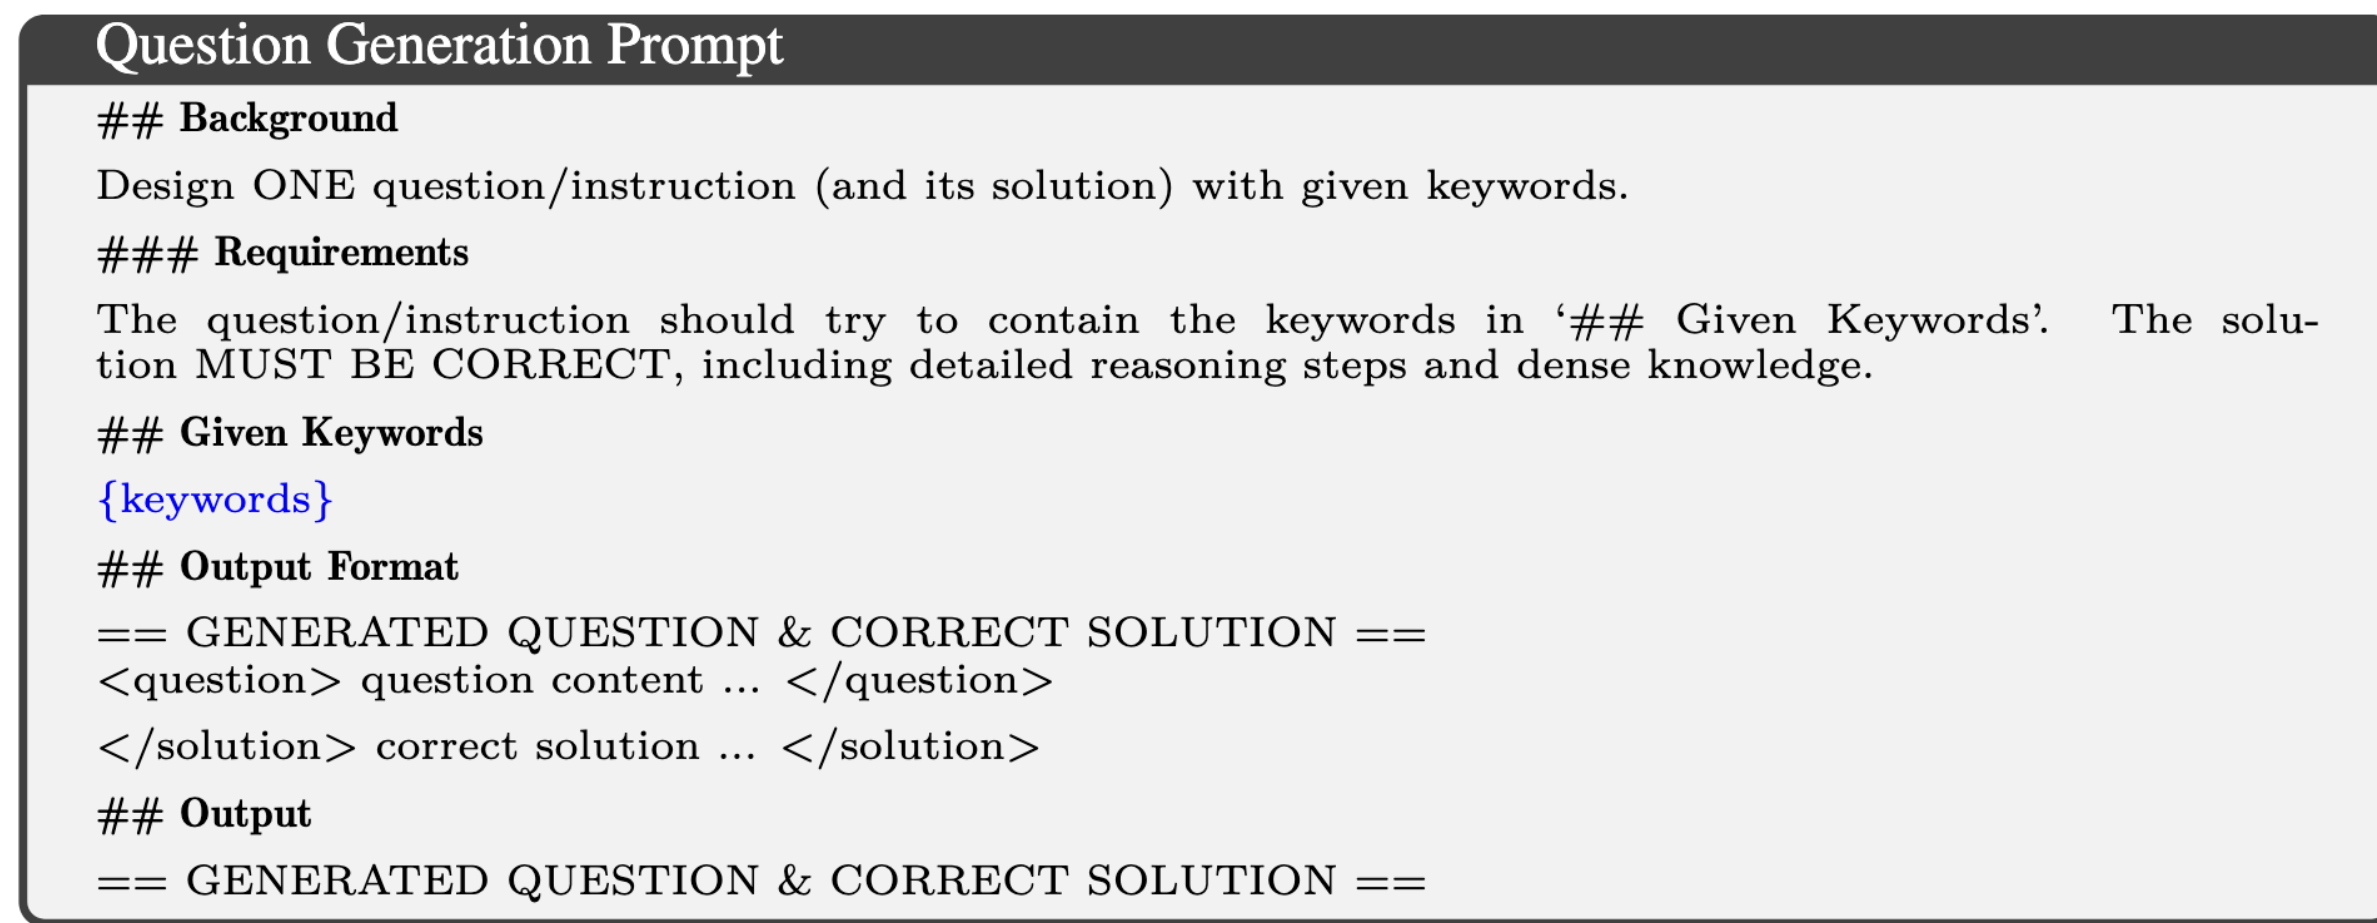 Question Generation Prompt
## Background
Design ONE question/instruction (and its solution) with given keywords.
### Requirements
The question/instruction should try to contain the keywords in ‘## Given Keywords’. The solu-
tion MUST BE CORRECT, including detailed reasoning steps and dense knowledge.
## Given Keywords
{keywords}
## Output Format
== GENERATED QUESTION & CORRECT SOLUTION ==
<question> question content ... </question>
</solution> correct solution ... </solution>
## Output
== GENERATED QUESTION & CORRECT SOLUTION ==